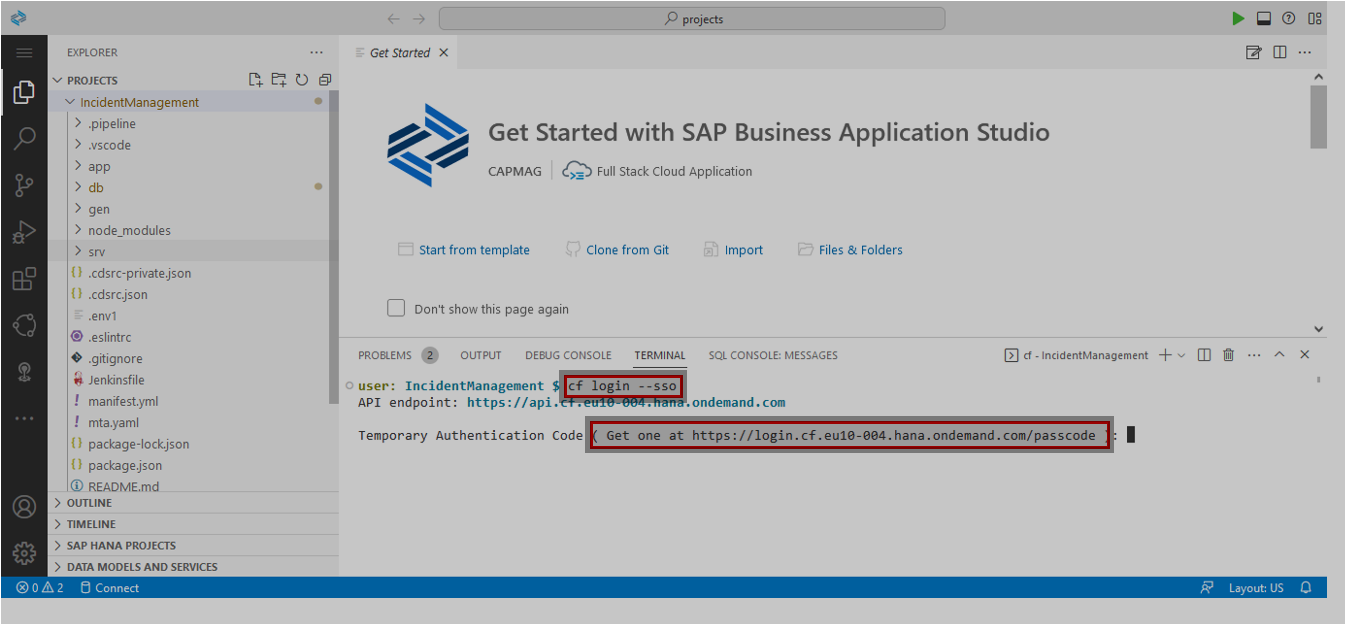 projects
EXPLORER
PROJECTS
IncidentManagement
.pipeline
.vscode
app
db
gen
node_modules
srv
.cdsrc-private.json
.cdsrc.json
.env1
.eslintrc
.gitignore
Jenkinsfile
manifest.yml
mta.yaml
package-lock.json
package.json
README.md
OUTLINE
TIMELINE
SAP HANA PROJECTS
DATA MODELS AND SERVICES
Get Started
Get Started with SAP Business Application Studio
CAPMAG Full Stack Cloud Application
Start from template Clone from Git Import Files & Folders
Don't show this page again
PROBLEMS 2 OUTPUT DEBUG CONSOLE TERMINAL SQL CONSOLE: MESSAGES cf - IncidentManagement
user: IncidentManagement $ cf login --sso
API endpoint: https://api.cf.eu10-004.hana.ondemand.com
Temporary Authentication Code ( Get one at https://login.cf.eu10-004.hana.ondemand.com/passcode ):
0 2 Connect Layout: US